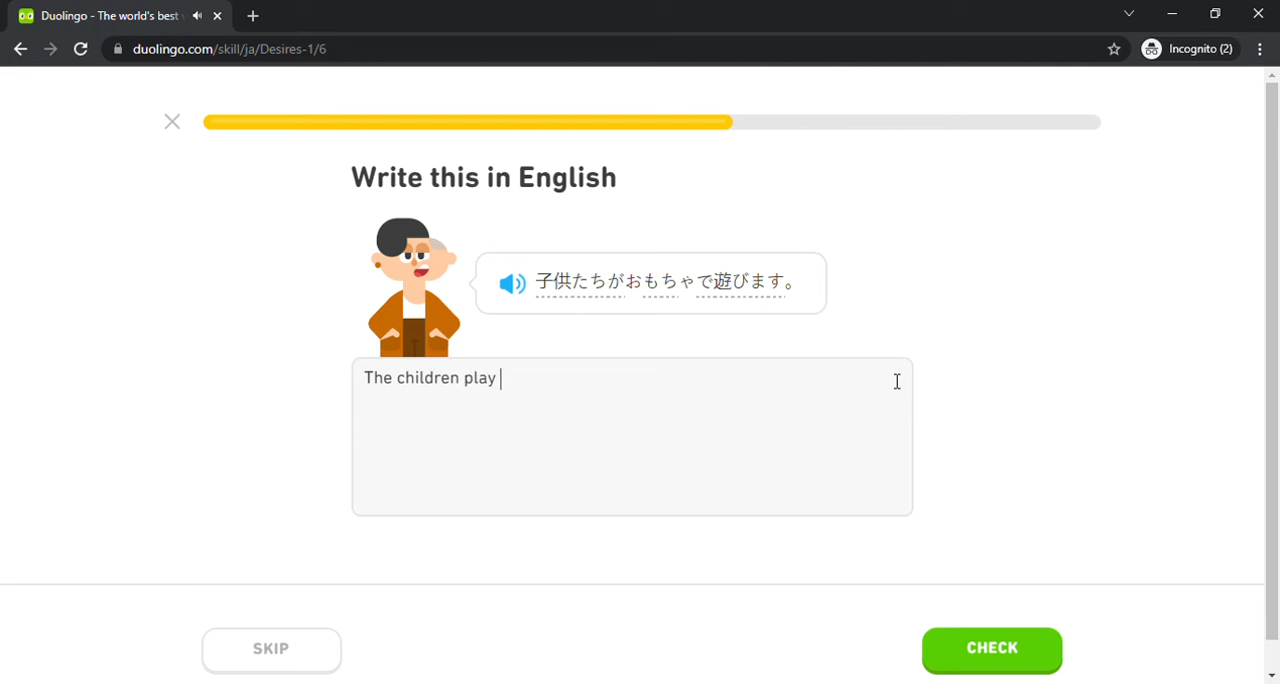 Duolingo - The world's best
duolingo.com/skill/ja/Desires-1/6
Incognito (2)
Write this in English
子供たちがおもちゃで遊びます。
The children play
SKIP
CHECK